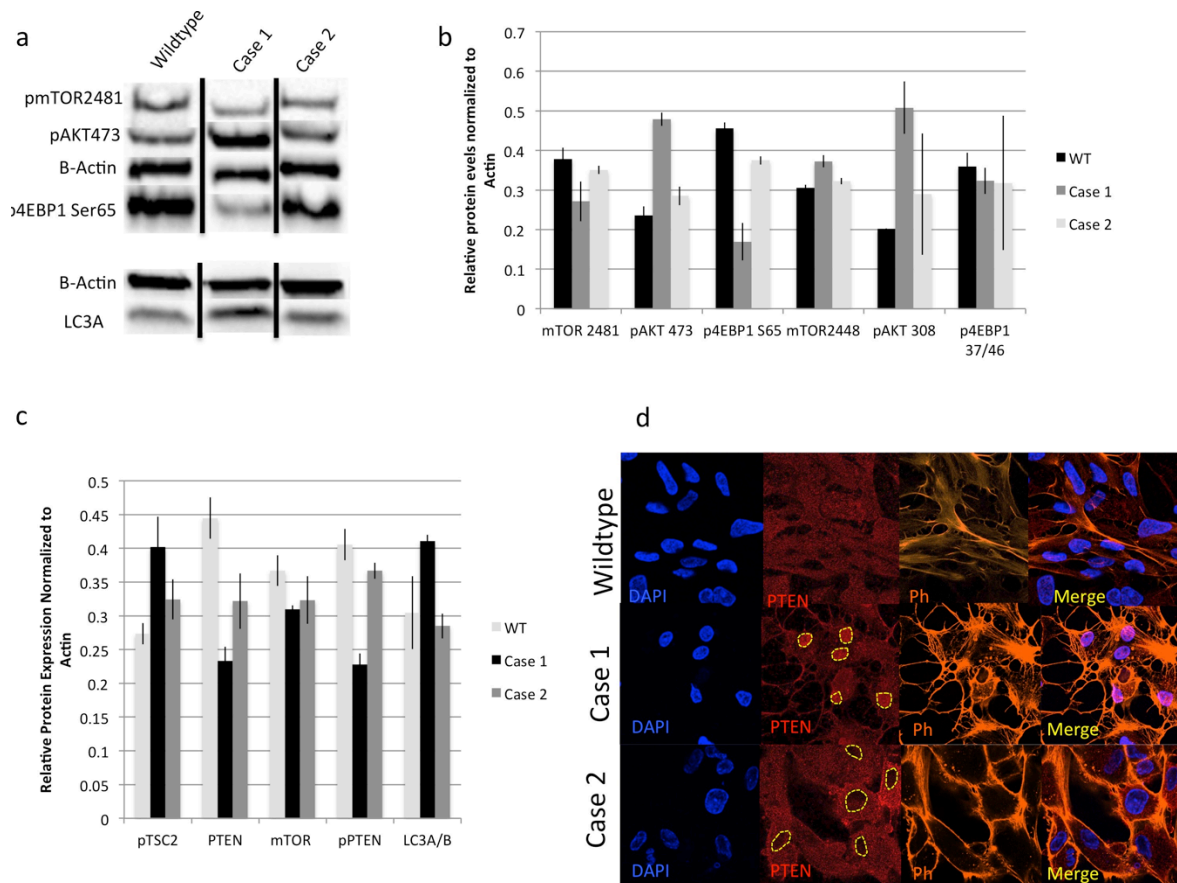 a
Wildtype
Case 1
Case 2
pmTOR2481
pAKT473
B-Actin
p4EBP1 Ser65
B-Actin
LC3A
b
Relative protein evels normalized to
Actin
0.7
0.6
0.5
0.4
0.3
0.2
0.1
0
mTOR 2481
pAKT 473
p4EBP1 S65
mTOR2448
pAKT 308
p4EBP1
37/46
WT
Case 1
Case 2
c
Relative Protein Expression Normalized to
Actin
0.5
0.45
0.4
0.35
0.3
0.25
0.2
0.15
0.1
0.05
0
pTSC2
PTEN
mTOR
pPTEN
LC3A/B
WT
Case 1
Case 2
d
Wildtype
DAPI
PTEN
Ph
Merge
Case 1
DAPI
PTEN
Ph
Merge
Case 2
DAPI
PTEN
Ph
Merge